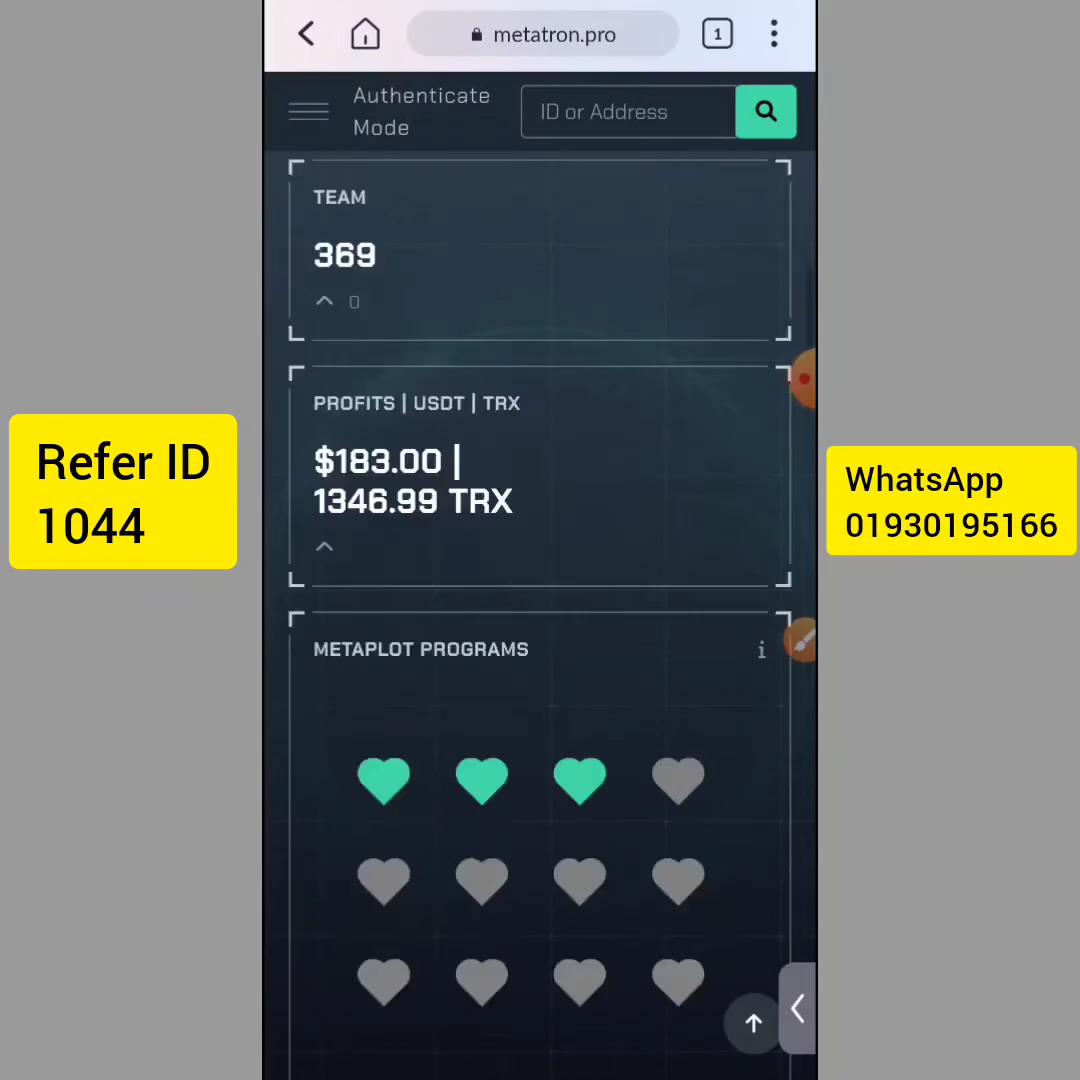 metatron.pro
1
Authenticate
Mode
ID or Address
TEAM
369
0
PROFITS | USDT | TRX
$183.00 |
1346.99 TRX
METAPLOT PROGRAMS
i
Refer ID
1044
WhatsApp
01930195166